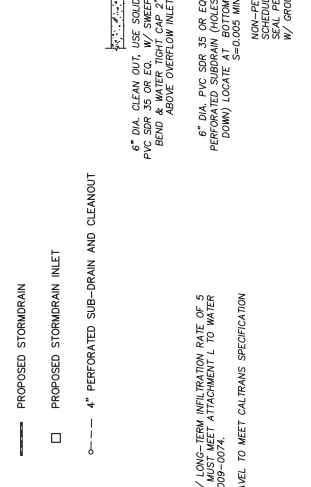 PROPOSED STORMDRAIN
PROPOSED STORMDRAIN INLET
4" PERFORATED SUB-DRAIN AND CLEANOUT
LONG-TERM INFILTRATION RATE OF 5
MUST MEET ATTACHMENT L TO WATER
009-0074.
VEL TO MEET CALTRANS SPECIFICATION
6" DIA. CLEAN OUT, USE SOLID
PVC SDR 35 OR EQ. W/ SWEEP
BEND & WATER TIGHT CAP 2"
ABOVE OVERFLOW INLET
6" DIA. PVC SDR 35 OR EQ
PERFORATED SUBDRAIN (HOLES
DOWN) LOCATE AT BOTTOM
S=0.005 MIN
NON-PE
SCHEDUL
SEAL PE
W/ GROU